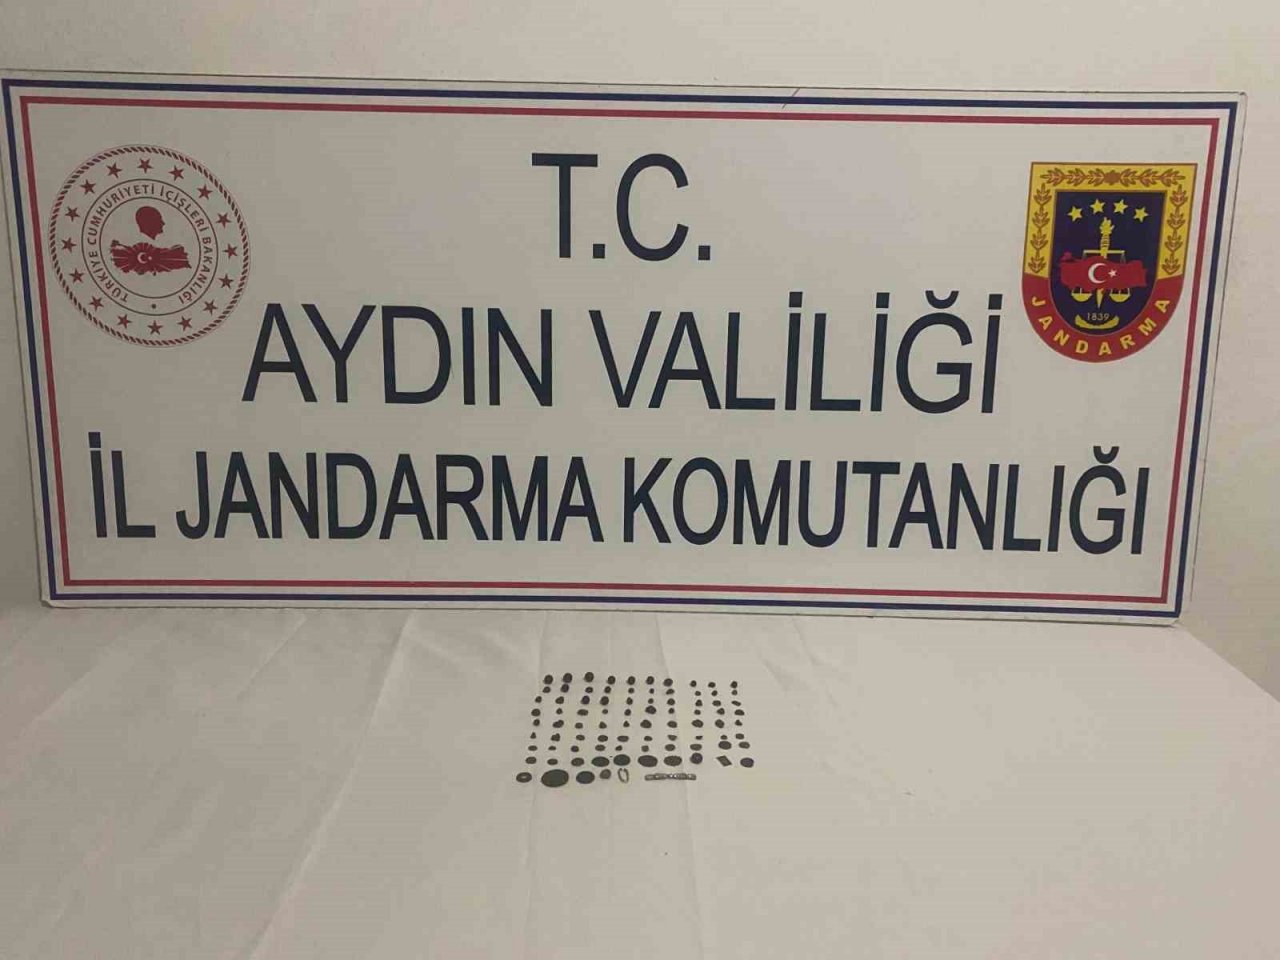 T.C.
AYDIN VALİLİĞİ
İL JANDARMA KOMUTANLIĞI
TÜRKİYE CUMHURİYETİ İÇİŞLERİ BAKANLIĞI
1839
JANDARMA